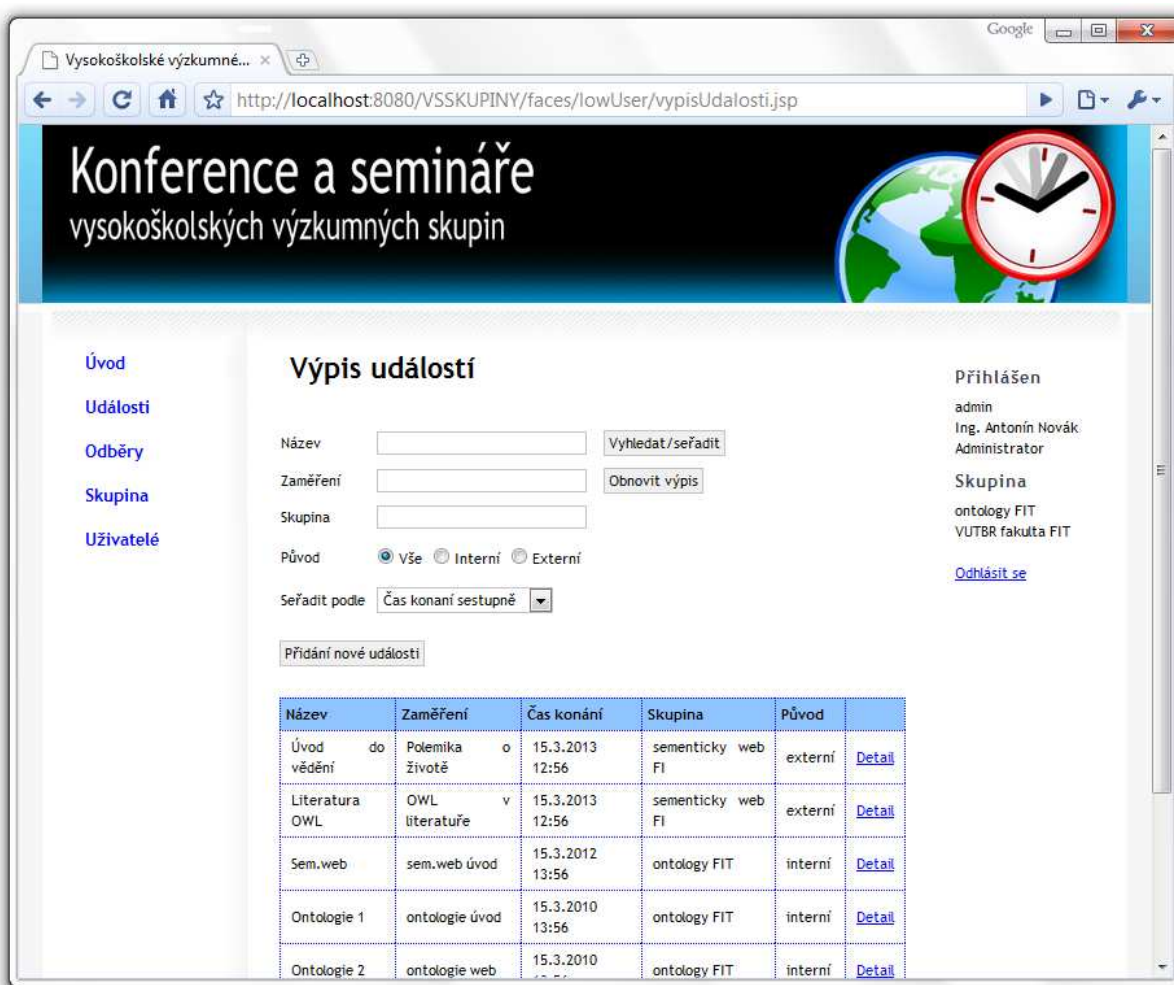 Google
Vysokoškolské výzkumné...
http://localhost:8080/VSSKUPINY/faces/lowUser/vypisUdalosti.jsp
Konference a semináře
vysokoškolských výzkumných skupin
Úvod
Události
Odběry
Skupina
Uživatelé
Výpis událostí
Název
Vyhledat/seřadit
Zaměření
Obnovit výpis
Skupina
Původ Vše Interní Externí
Seřadit podle Čas konaní sestupně
Přidání nové události
Název Zaměření Čas konání Skupina Původ
Úvod do vědění Polemika o životě 15.3.2013 12:56 sementicky web FI externí Detail
Literatura OWL OWL v literatuře 15.3.2013 12:56 sementicky web FI externí Detail
Sem.web sem.web úvod 15.3.2012 13:56 ontology FIT interní Detail
Ontologie 1 ontologie úvod 15.3.2010 13:56 ontology FIT interní Detail
Ontologie 2 ontologie web 15.3.2010 ontology FIT interní Detail
Přihlášen
admin
Ing. Antonín Novák
Administrator
Skupina
ontology FIT
VUTBR fakulta FIT
Odhlásit se